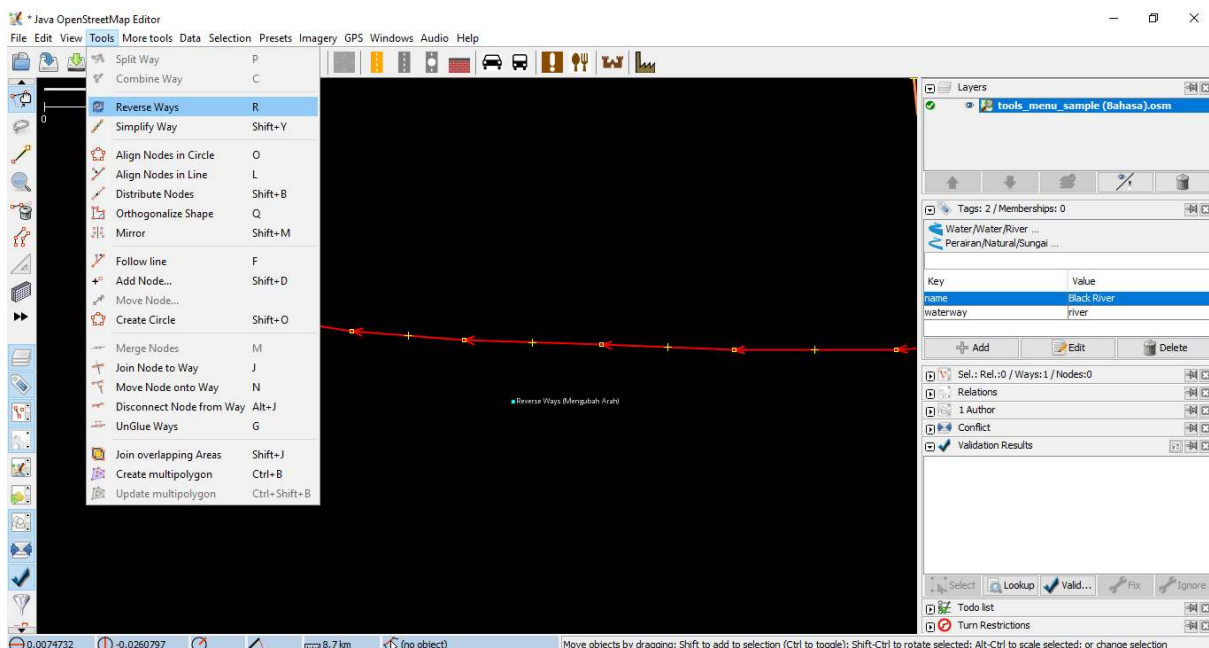 * Java OpenStreetMap Editor
File Edit View Tools More tools Data Selection Presets Imagery GPS Windows Audio Help
Split Way P
Combine Way C
Reverse Ways R
Simplify Way Shift+Y
Align Nodes in Circle O
Align Nodes in Line L
Distribute Nodes Shift+B
Orthogonalize Shape Q
Mirror Shift+M
Follow line F
Add Node... Shift+D
Move Node...
Create Circle Shift+O
Merge Nodes M
Join Node to Way J
Move Node onto Way N
Disconnect Node from Way Alt+J
UnGlue Ways G
Join overlapping Areas Shift+J
Create multipolygon Ctrl+B
Update multipolygon Ctrl+Shift+B
0
Reverse Ways (Mengubah Arah)
Layers
tools_menu_sample (Bahasa).osm
Tags: 2 / Memberships: 0
Water/Water/River ...
Perairan/Natural/Sungai ...
Key Value
name Black River
waterway river
Add Edit Delete
Sel.: Rel.:0 / Ways:1 / Nodes:0
Relations
1 Author
Conflict
Validation Results
Select Lookup Valid... Fix Ignore
Todo list
Turn Restrictions
0.0074732 -0.0260797 8.7 km (no object) Move objects by dragging; Shift to add to selection (Ctrl to toggle); Shift-Ctrl to rotate selected; Alt-Ctrl to scale selected; or change selection